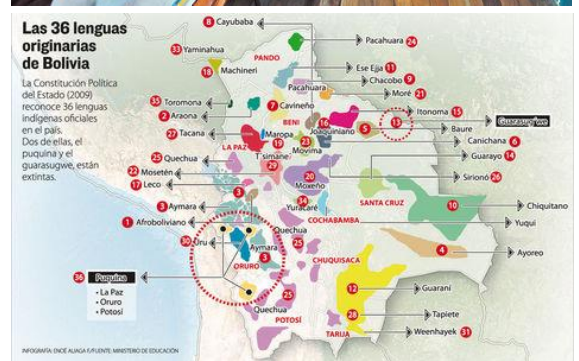 Las 36 lenguas
originarias
de Bolivia
La Constitución Política
del Estado (2009)
reconoce 36 lenguas
indígenas oficiales
en el país.
Dos de ellas, el
puquina y el
guarasugwe, están
extintas.
8 Cayubaba
33 Yaminahua
18 Machineri
PANDO
Pacahuara 24
Ese Ejja 11
Pacahuara
Chacobo 9
Moré 21
35 Toromona
2 Araona
7 Cavineño
BENI
Itonoma 15
16
Joaquiniano
13
Guarasugwe
5
Baure
27 Tacana
Maropa
LA PAZ
19
23
Movima
Canichana 6
Guarayo 14
25 Quechua
T'simane
29
22 Mosetén
20
Moxeño
Sirionó 26
17 Leco
3
SANTA CRUZ
34
Yuracaré
10
Chiquitano
3 Aymara
COCHABAMBA
Yuqui
1 Afroboliviano
Quechua
30 Uru
Aymara
25
CHUQUISACA
4
Ayoreo
3
ORURO
36 Puquina
• La Paz
• Oruro
• Potosí
12
Guaraní
25
Quechua
28
Tapiete
POTOSÍ
TARIJA
Weenhayek 31
INFOGRAFÍA: ENOÉ ALIAGA F./FUENTE: MINISTERIO DE EDUCACIÓN